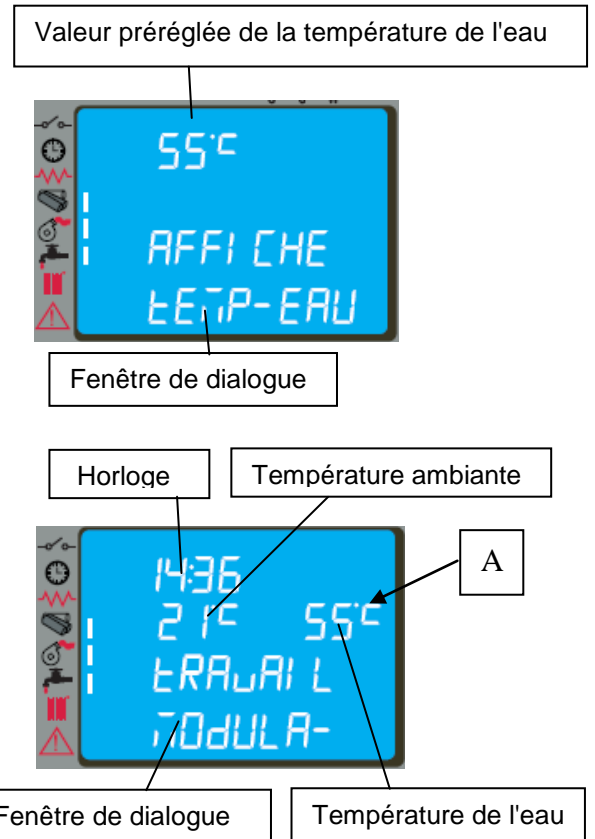 Valeur préréglée de la température de l'eau
55°C
AFFICHE
tEMP-EAU
Fenêtre de dialogue
Horloge
Température ambiante
14:36
A
21°C 55°C
tRAvAIL
MOdULA-
Fenêtre de dialogue
Température de l'eau